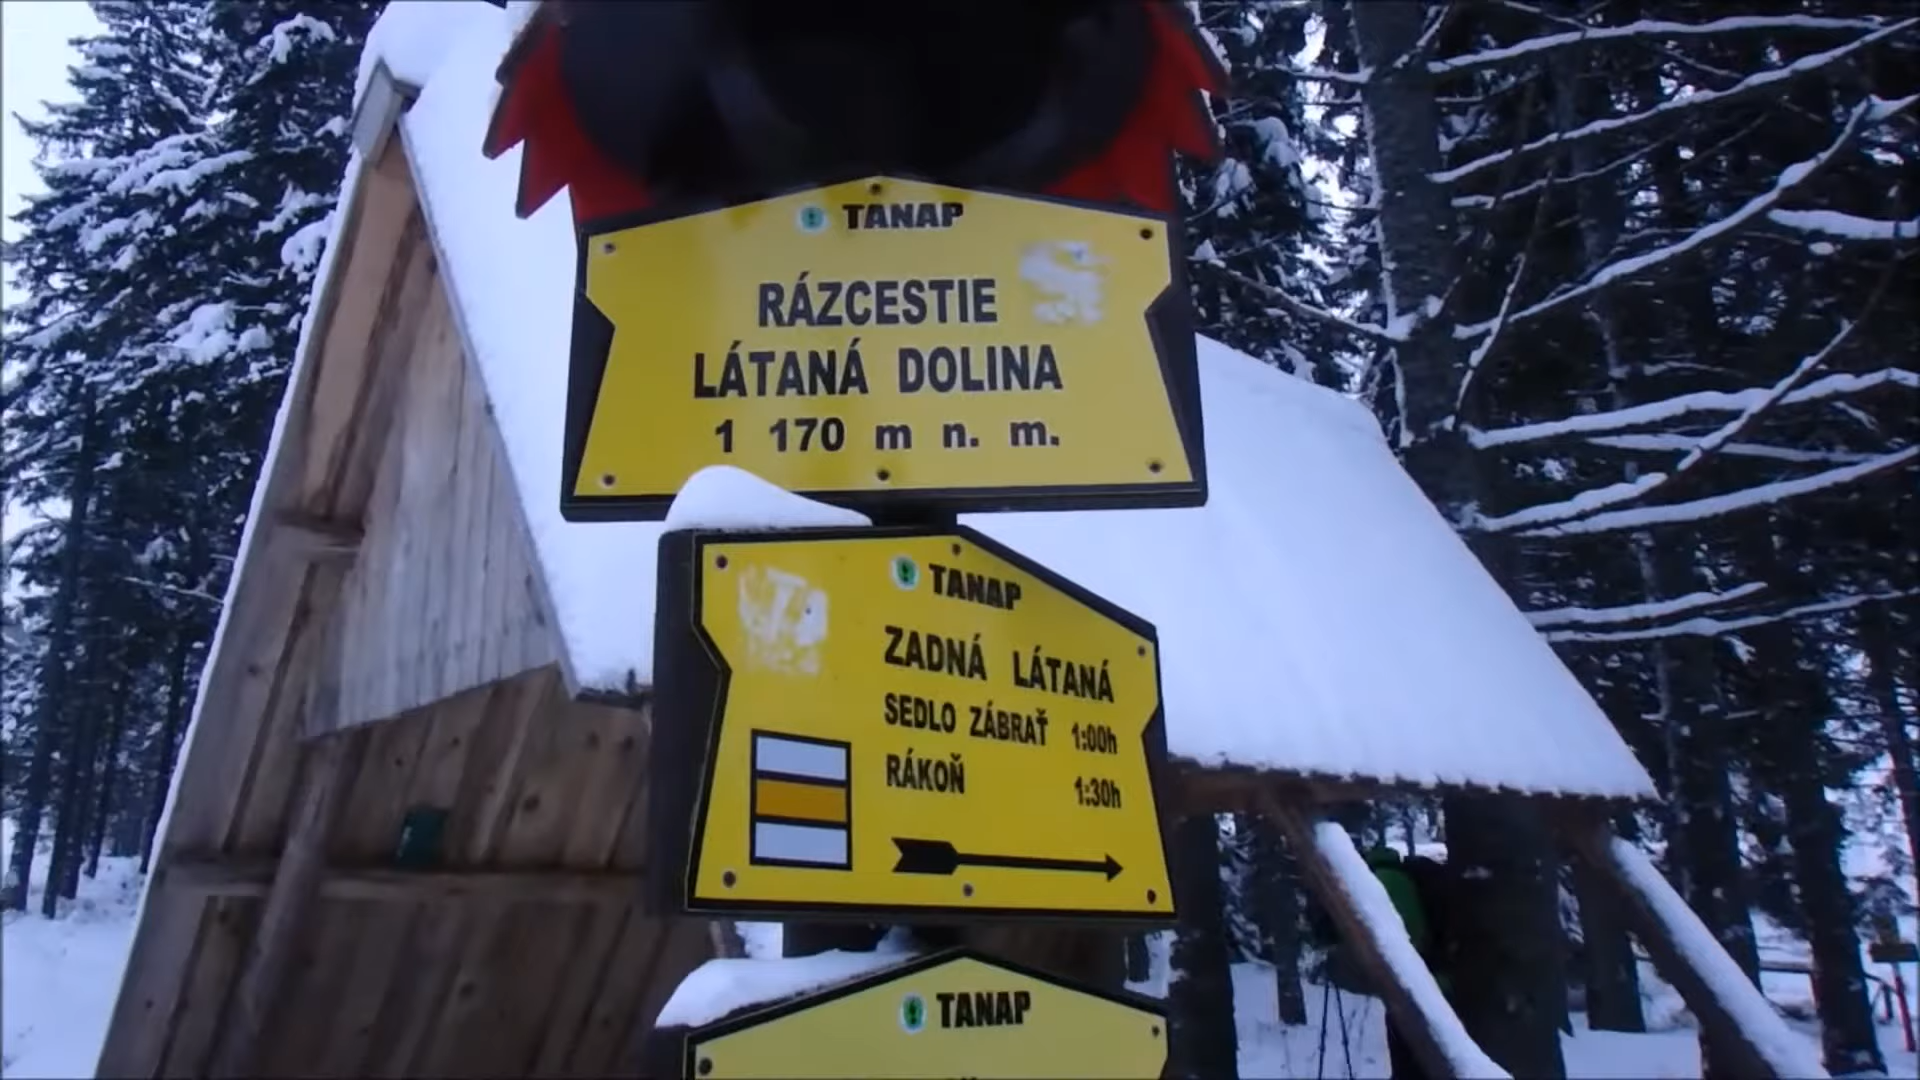 TANAP
RÁZCESTIE
LÁTANÁ DOLINA
1 170 m n. m.
TANAP
ZADNÁ LÁTANÁ
SEDLO ZÁBRAŤ 1:00h
RÁKOŇ 1:30h
TANAP